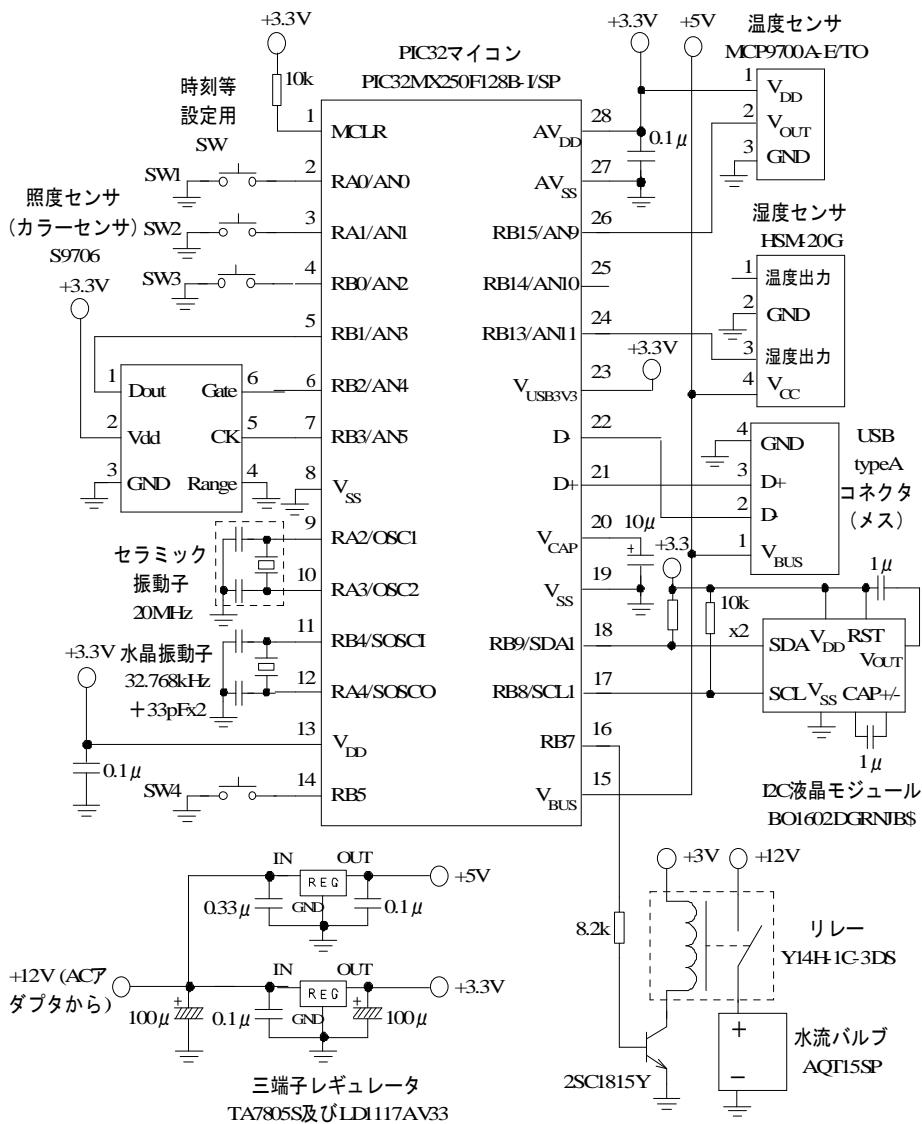 +3.3V
10k
PIC32マイコン
PIC32MX250F128B-I/SP
+3.3V
+5V
温度センサ
MCP9700A-E/TO
1
VDD
2
VOUT
3
GND
時刻等
設定用
SW
SW1
SW2
SW3
照度センサ
(カラーセンサ)
S9706
+3.3V
1
Dout
2
Vdd
3
GND
Gate
6
CK
5
Range
4
1
MCLR
2
RA0/AN0
3
RA1/AN1
4
RB0/AN2
5
RB1/AN3
6
RB2/AN4
7
RB3/AN5
8
VSS
9
RA2/OSC1
10
RA3/OSC2
11
RB4/SOSCI
12
RA4/SOSCO
13
VDD
14
RB5
28
AVDD
27
AVSS
0.1μ
26
RB15/AN9
25
RB14/AN10
24
RB13/AN11
23
VUSB3V3
+3.3V
22
D-
21
D+
20
VCAP
10μ
19
VSS
18
RB9/SDA1
17
RB8/SCL1
16
RB7
15
VBUS
湿度センサ
HSM-20G
1
温度出力
2
GND
3
湿度出力
4
VCC
USB
typeA
コネクタ
(メス)
4
GND
3
D+
2
D-
1
VBUS
セラミック
振動子
20MHz
水晶振動子
32.768kHz
+33pFx2
+3.3V
0.1μ
SW4
+3.3
10k
x2
1μ
SDA
VDD
RST
VOUT
SCL
VSS
CAP+/-
1μ
I2C液晶モジュール
BO1602DGRNJB$
IN
OUT
REG
GND
0.33μ
0.1μ
+5V
+12V (ACア
ダプタから)
100μ
IN
OUT
REG
GND
0.1μ
100μ
+3.3V
三端子レギュレータ
TA7805S及びLD1117AV33
8.2k
2SC1815Y
+3V
+12V
リレー
Y14H-1C-3DS
+
-
水流バルブ
AQT15SP